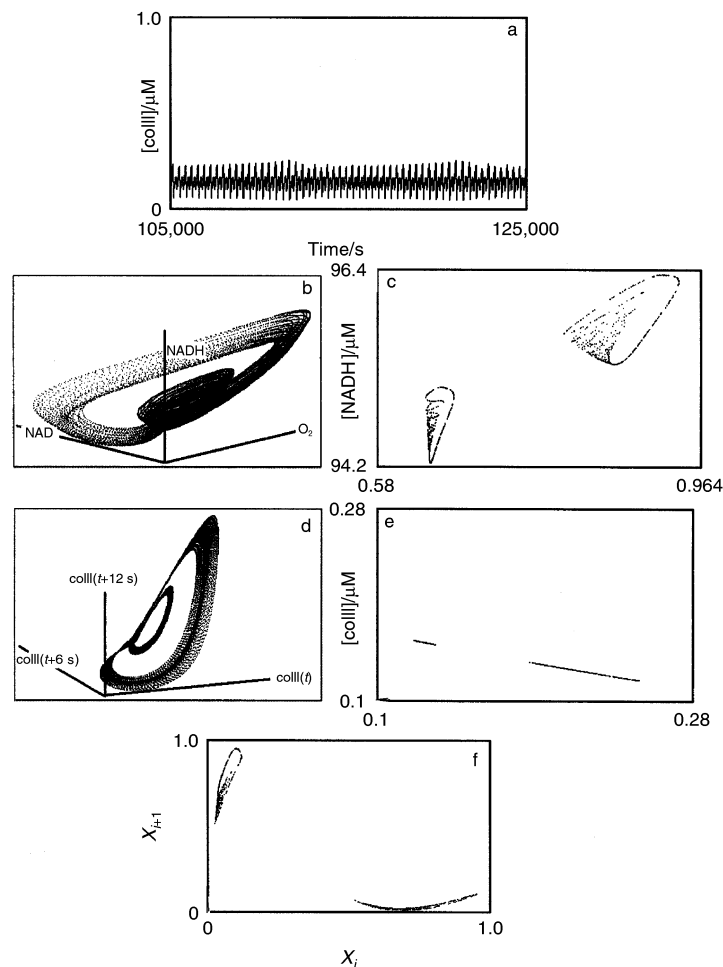 1.0
a
[coIII]/μM
0
105,000
125,000
Time/s
b
NADH
NAD
O2
96.4
c
[NADH]/μM
94.2
0.58
0.964
d
coIII(t+12 s)
coIII(t+6 s)
coIII(t)
0.28
e
[coIII]/μM
0.1
0.1
0.28
1.0
f
Xi+1
0
0
1.0
Xi